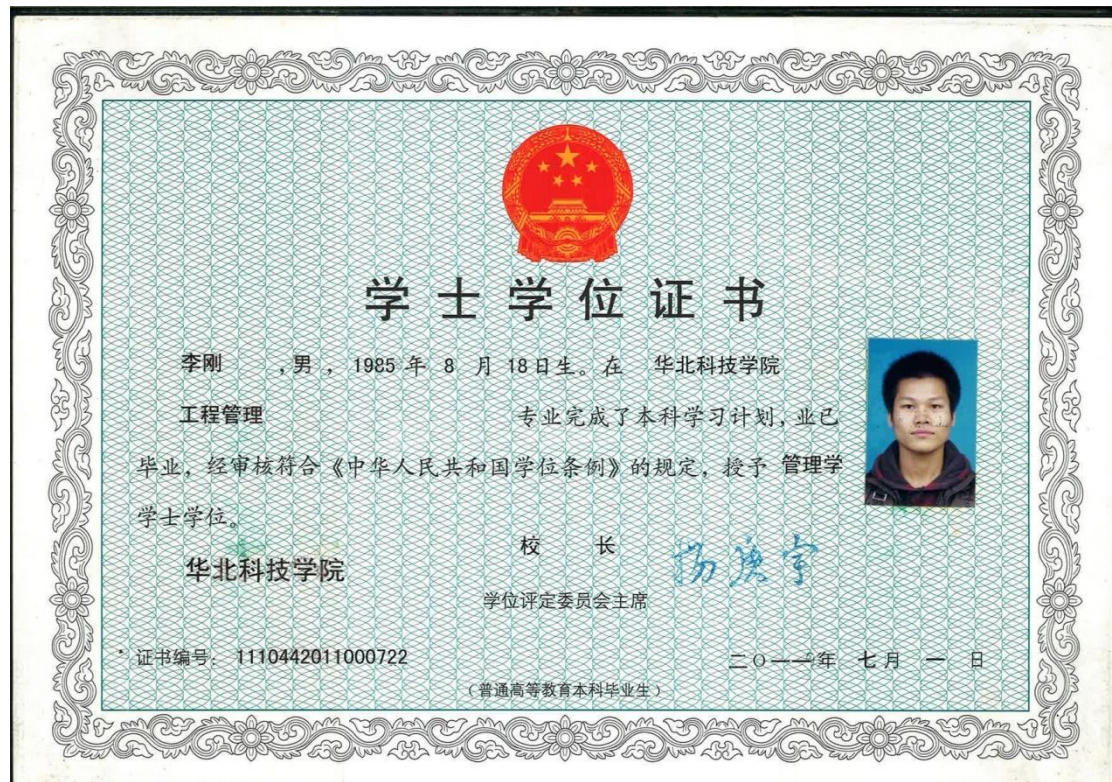 学士学位证书
李刚 ,男, 1985 年 8 月 18日生。在 华北科技学院
工程管理 专业完成了本科学习计划,业已
毕业,经审核符合《中华人民共和国学位条例》的规定,授予 管理学
学士学位。
华北科技学院
校 长 杨庚宇
学位评定委员会主席
证书编号: 1110442011000722
二〇一一年 七月 一 日
(普通高等教育本科毕业生)